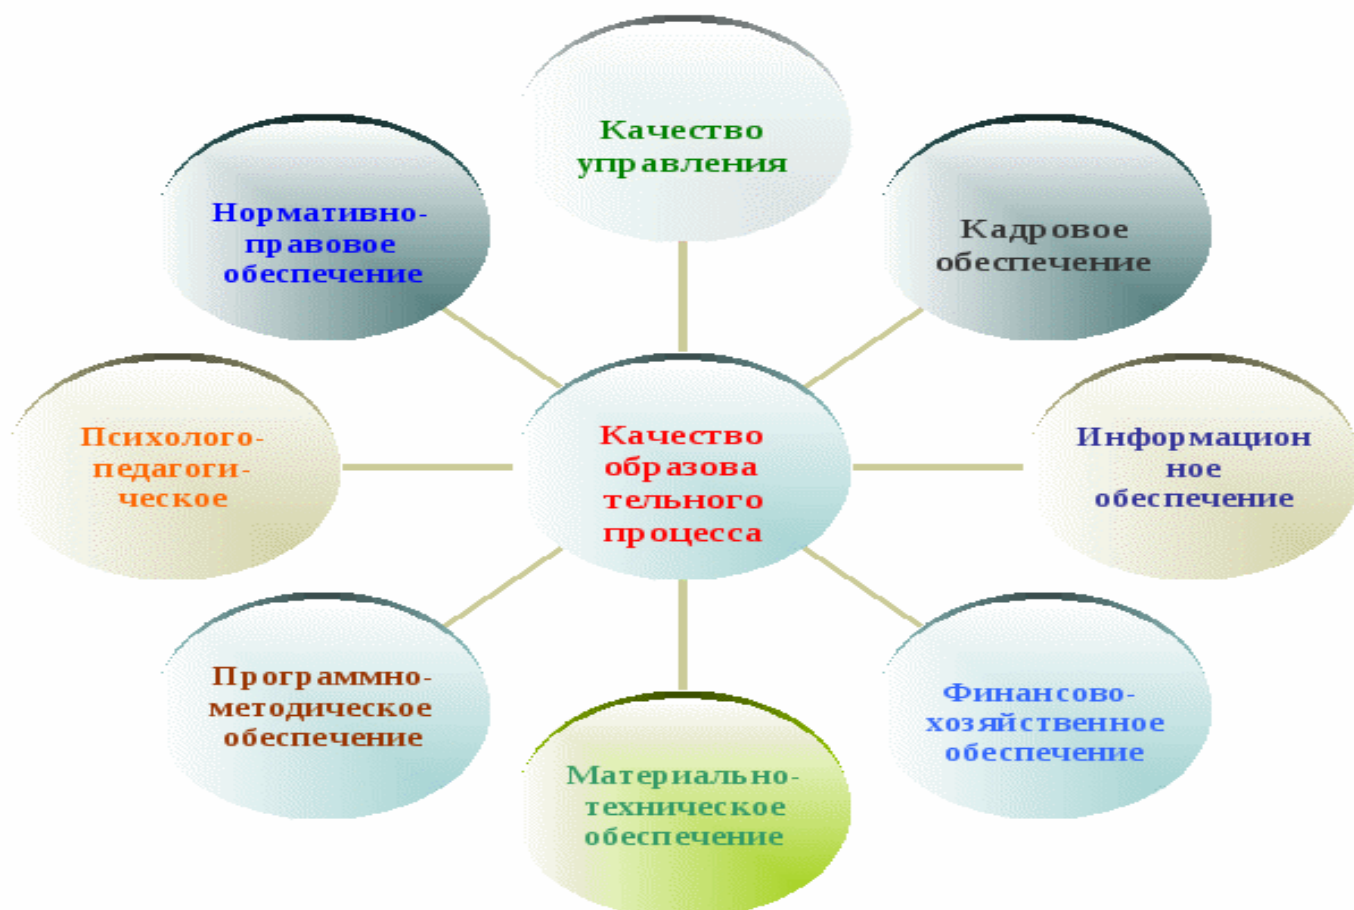 Качество
управления
Нормативно-
правовое
обеспечение
Кадровое
обеспечение
Психолого-
педагоги-
ческое
Качество
образова
тельного
процесса
Информацион
ное
обеспечение
Программно-
методическое
обеспечение
Финансово-
хозяйственное
обеспечение
Материально-
техническое
обеспечение